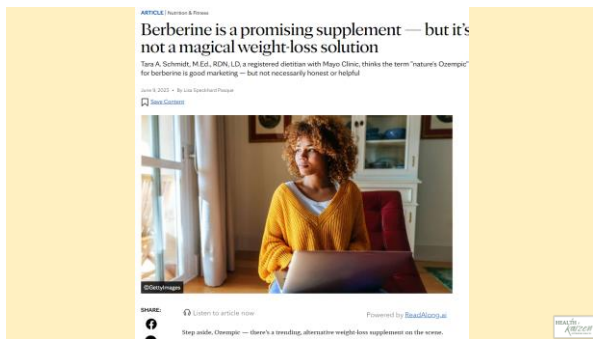 ARTICLE | Nutrition & Fitness
Berberine is a promising supplement — but it's
not a magical weight-loss solution
Tara A. Schmidt, M.Ed., RDN, LD, a registered dietitian with Mayo Clinic, thinks the term "nature's Ozempic"
for berberine is good marketing — but not necessarily honest or helpful
June 9, 2023 • By Liza Speckhard Pasque
Save Content
©GettyImages
SHARE:
Listen to article now
Powered by ReadAlong.ai
Step aside, Ozempic — there's a trending, alternative weight-loss supplement on the scene.
HEALTH
Kaizen